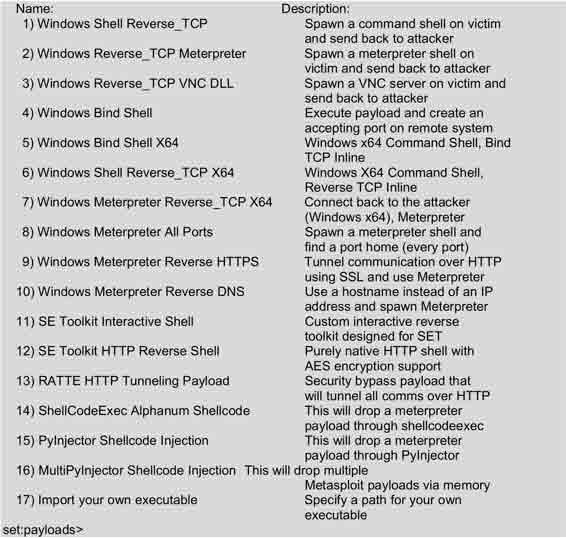 Name: Description:
1) Windows Shell Reverse_TCP Spawn a command shell on victim
and send back to attacker
2) Windows Reverse_TCP Meterpreter Spawn a meterpreter shell on
victim and send back to attacker
3) Windows Reverse_TCP VNC DLL Spawn a VNC server on victim and
send back to attacker
4) Windows Bind Shell Execute payload and create an
accepting port on remote system
5) Windows Bind Shell X64 Windows x64 Command Shell, Bind
TCP Inline
6) Windows Shell Reverse_TCP X64 Windows X64 Command Shell,
Reverse TCP Inline
7) Windows Meterpreter Reverse_TCP X64 Connect back to the attacker
(Windows x64), Meterpreter
8) Windows Meterpreter All Ports Spawn a meterpreter shell and
find a port home (every port)
9) Windows Meterpreter Reverse HTTPS Tunnel communication over HTTP
using SSL and use Meterpreter
10) Windows Meterpreter Reverse DNS Use a hostname instead of an IP
address and spawn Meterpreter
11) SE Toolkit Interactive Shell Custom interactive reverse
toolkit designed for SET
12) SE Toolkit HTTP Reverse Shell Purely native HTTP shell with
AES encryption support
13) RATTE HTTP Tunneling Payload Security bypass payload that
will tunnel all comms over HTTP
14) ShellCodeExec Alphanum Shellcode This will drop a meterpreter
payload through shellcodeexec
15) PyInjector Shellcode Injection This will drop a meterpreter
payload through PyInjector
16) MultiPyInjector Shellcode Injection This will drop multiple
Metasploit payloads via memory
17) Import your own executable Specify a path for your own
executable
set:payloads>